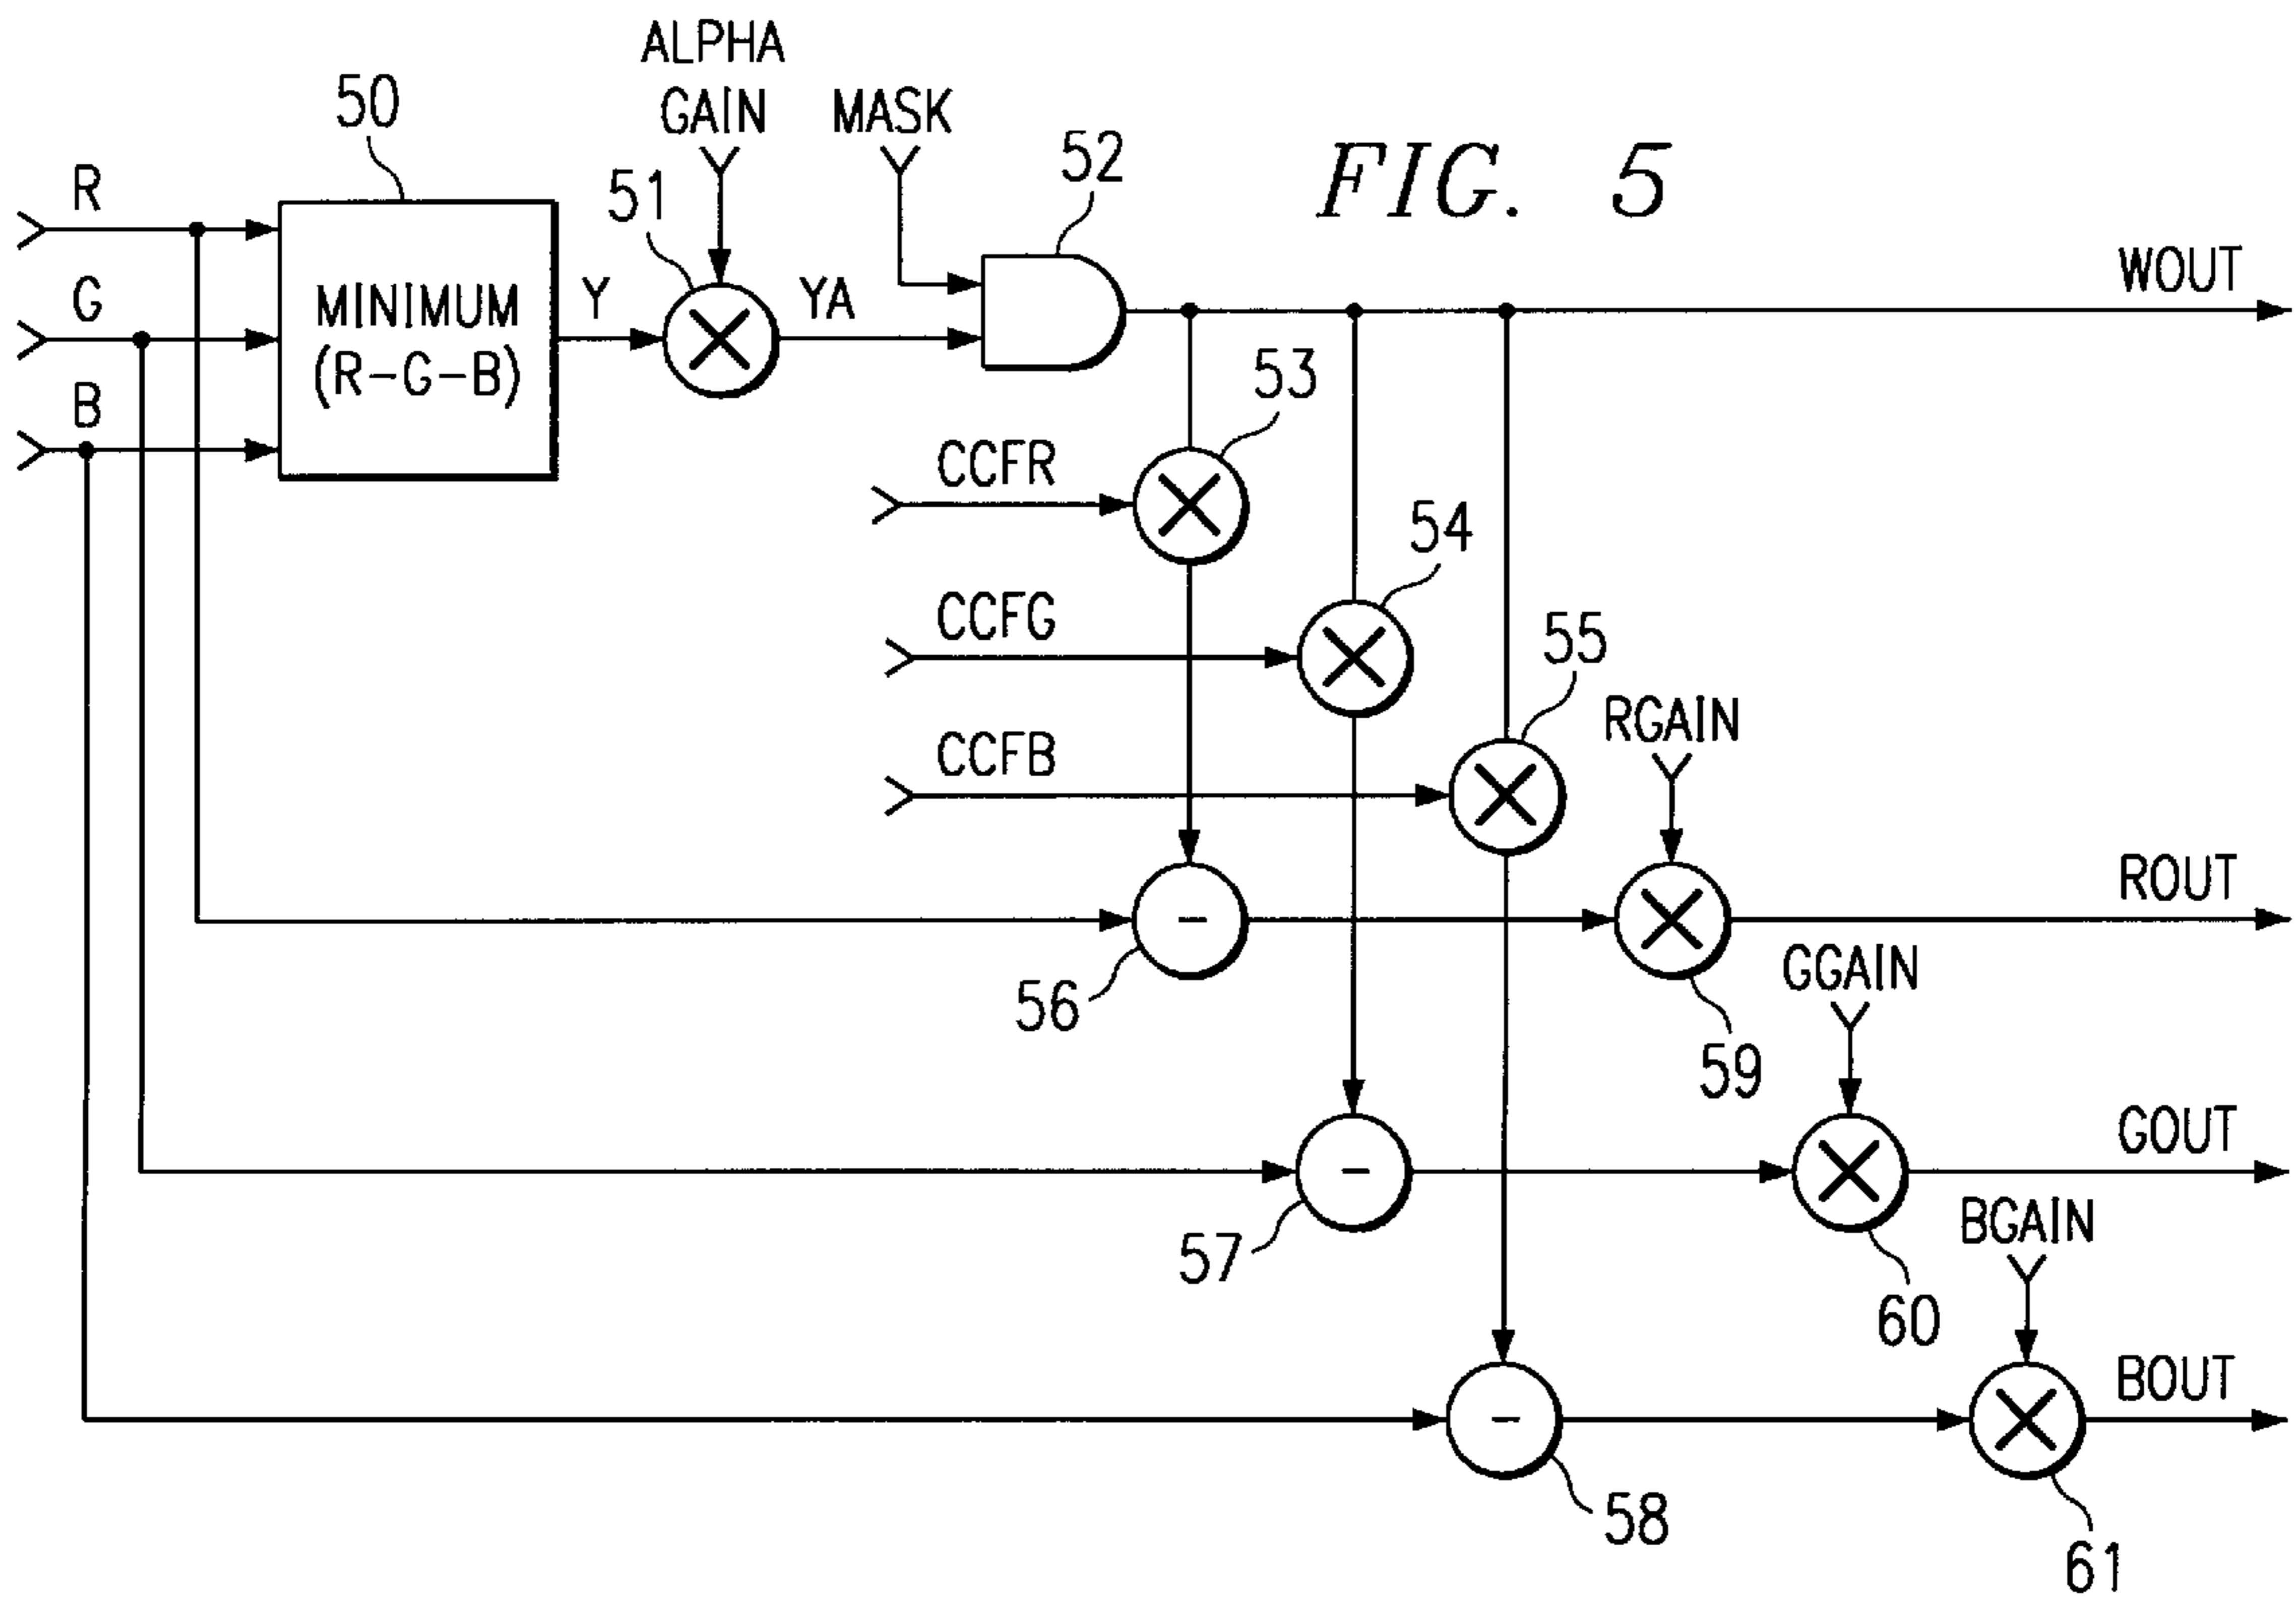 ALPHA
GAIN
MASK
50
51
52
FIG. 5
R
G
B
MINIMUM
(R-G-B)
Y
YA
WOUT
53
CCFR
54
CCFG
55
CCFB
RGAIN
-
ROUT
56
59
GGAIN
-
GOUT
57
60
BGAIN
-
BOUT
58
61